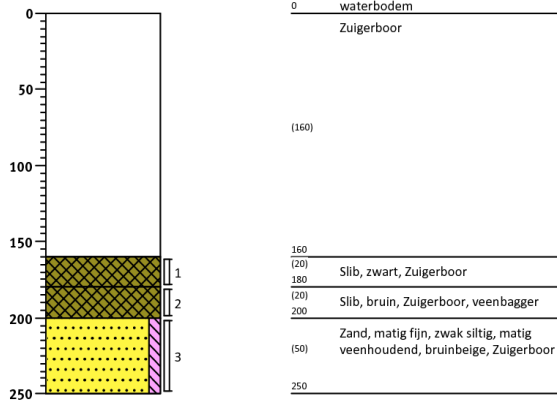 0
50
100
150
200
250
1
2
3
0 waterbodem
Zuigerboor
(160)
160
(20) Slib, zwart, Zuigerboor
180
(20) Slib, bruin, Zuigerboor, veenbagger
200
Zand, matig fijn, zwak siltig, matig
(50) veenhoudend, bruinbeige, Zuigerboor
250